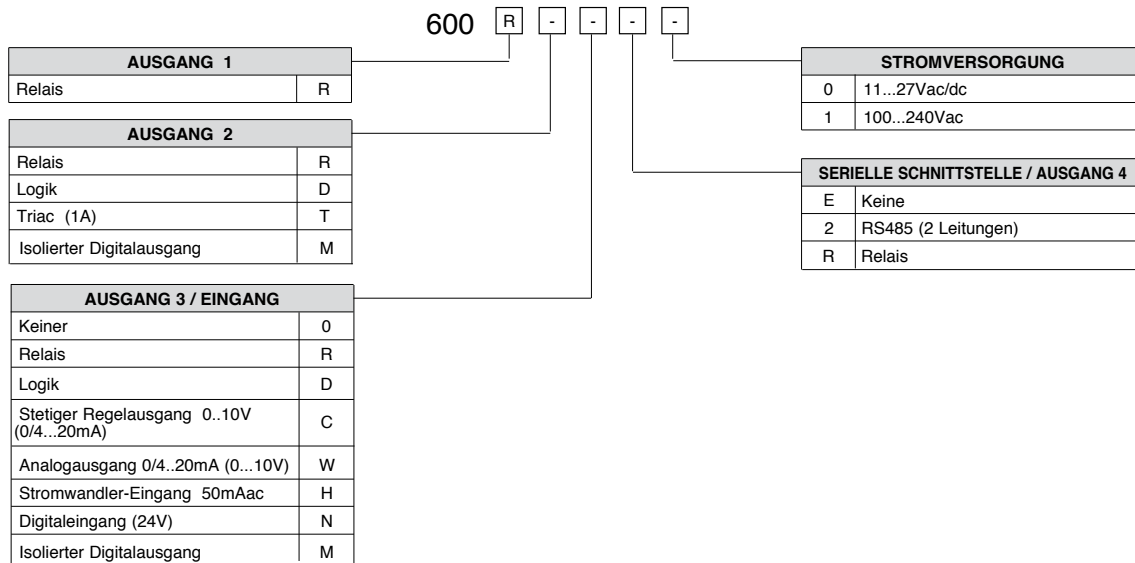 600 R - - - -
AUSGANG 1
Relais R
AUSGANG 2
Relais R
Logik D
Triac (1A) T
Isolierter Digitalausgang M
AUSGANG 3 / EINGANG
Keiner 0
Relais R
Logik D
Stetiger Regelausgang 0..10V
(0/4...20mA) C
Analogausgang 0/4..20mA (0...10V) W
Stromwandler-Eingang 50mAac H
Digitaleingang (24V) N
Isolierter Digitalausgang M
STROMVERSORGUNG
0 11...27Vac/dc
1 100...240Vac
SERIELLE SCHNITTSTELLE / AUSGANG 4
E Keine
2 RS485 (2 Leitungen)
R Relais